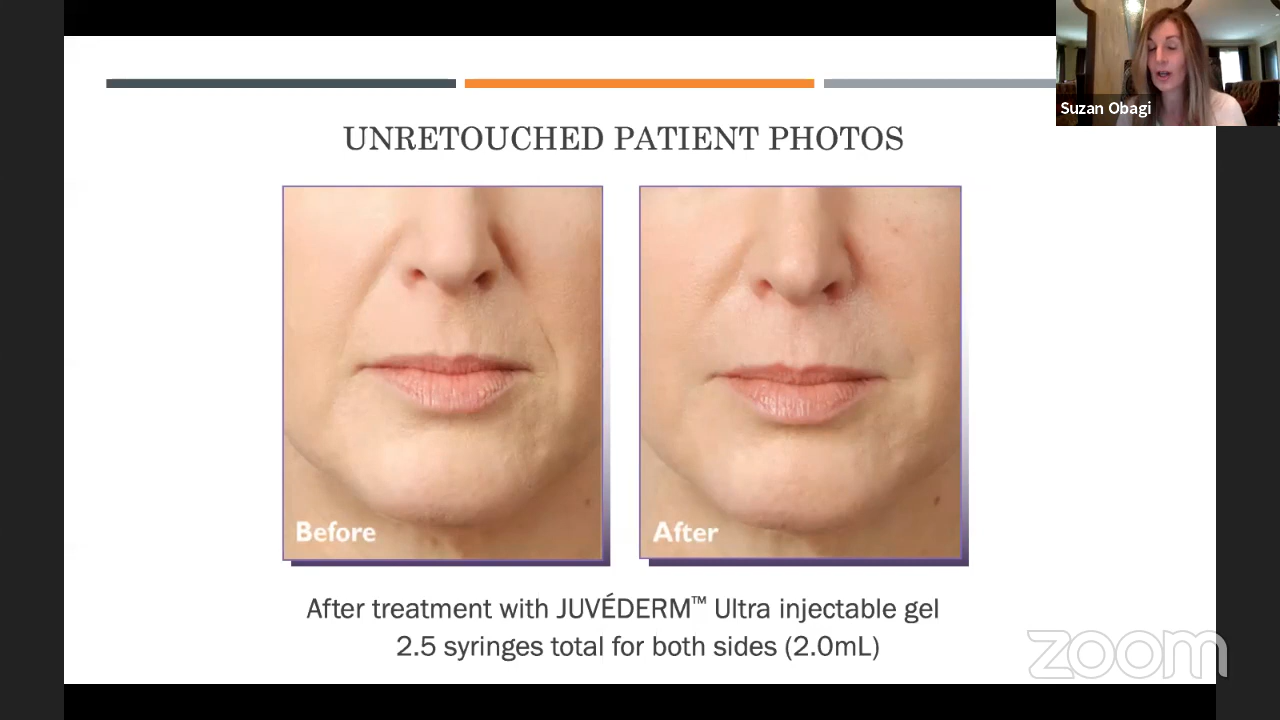 Suzan Obagi
UNRETOUCHED PATIENT PHOTOS
Before
After
After treatment with JUVÉDERM™ Ultra injectable gel
2.5 syringes total for both sides (2.0mL)
zoom